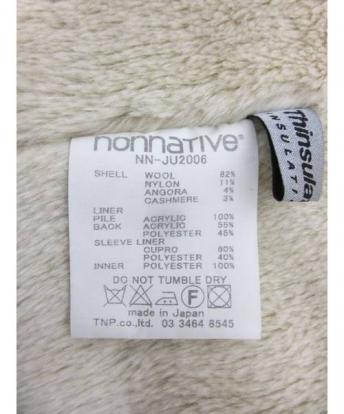 nonnative®
NN-JU2006
SHELL WOOL 82%
NYLON 11%
ANGORA 4%
CASHMERE 3%
LINER
PILE ACRYLIC 100%
BACK ACRYLIC 55%
POLYESTER 45%
SLEEVE LINER
CUPRO 60%
POLYESTER 40%
INNER POLYESTER 100%
DO NOT TUMBLE DRY
F
made in Japan
TNP.co.,ltd. 03 3464 8545
Thinsula
INSULATI